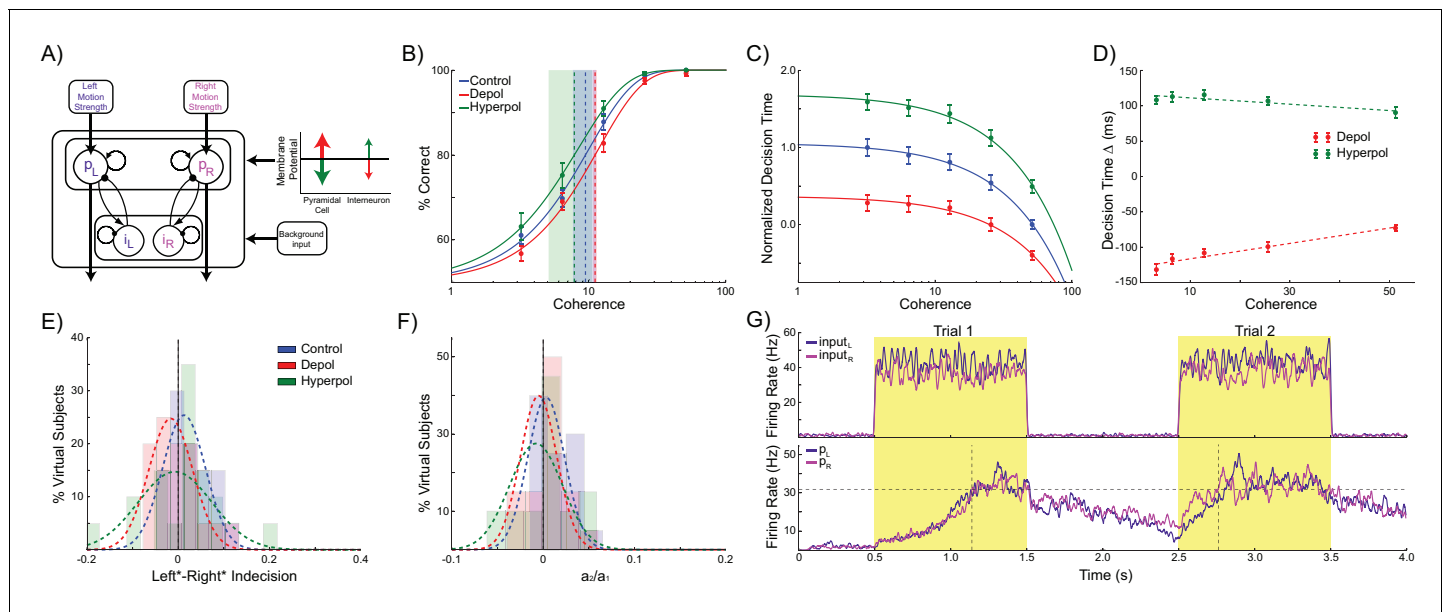 A)
Left
Motion
Strength
Right
Motion
Strength
pL
pR
iL
iR
Membrane
Potential
Pyramidal
Cell
Interneuron
Background
input
B)
% Correct
100
80
60
1
10
100
Coherence
Control
Depol
Hyperpol
C)
Normalized Decision Time
2.0
1.0
0.0
1
10
100
Coherence
D)
Decision Time Δ (ms)
150
100
50
0
-50
-100
-150
10
30
50
Coherence
Depol
Hyperpol
E)
% Virtual Subjects
40
30
20
10
0
-0.2
0
0.2
0.4
Left*-Right* Indecision
Control
Depol
Hyperpol
F)
% Virtual Subjects
50
30
10
-0.1
0
0.1
0.2
a2/a1
G)
Trial 1
Trial 2
Firing Rate (Hz)
60
40
20
inputL
inputR
Firing Rate (Hz)
50
30
10
pL
pR
0
0.5
1.0
1.5
2.0
2.5
3.0
3.5
4.0
Time (s)